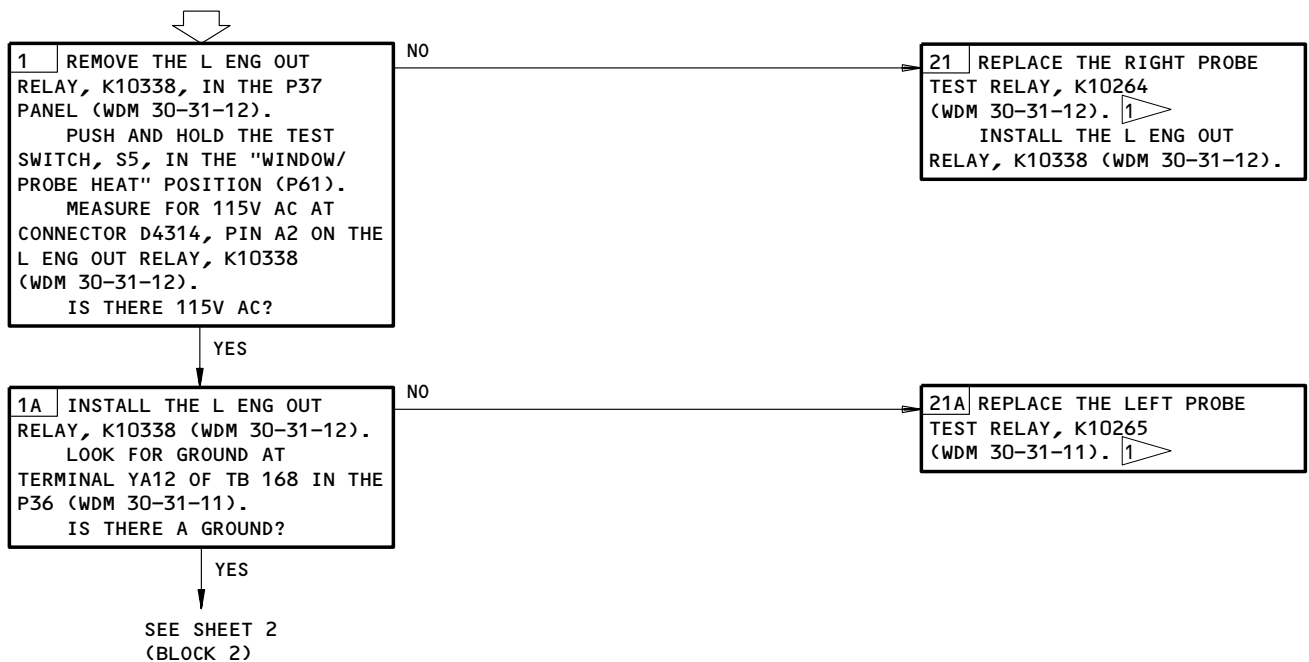 1 REMOVE THE L ENG OUT
RELAY, K10338, IN THE P37
PANEL (WDM 30-31-12).
PUSH AND HOLD THE TEST
SWITCH, S5, IN THE "WINDOW/
PROBE HEAT" POSITION (P61).
MEASURE FOR 115V AC AT
CONNECTOR D4314, PIN A2 ON THE
L ENG OUT RELAY, K10338
(WDM 30-31-12).
IS THERE 115V AC?
NO
21 REPLACE THE RIGHT PROBE
TEST RELAY, K10264
(WDM 30-31-12). 1
INSTALL THE L ENG OUT
RELAY, K10338 (WDM 30-31-12).
YES
1A INSTALL THE L ENG OUT
RELAY, K10338 (WDM 30-31-12).
LOOK FOR GROUND AT
TERMINAL YA12 OF TB 168 IN THE
P36 (WDM 30-31-11).
IS THERE A GROUND?
NO
21A REPLACE THE LEFT PROBE
TEST RELAY, K10265
(WDM 30-31-11). 1
YES
SEE SHEET 2
(BLOCK 2)